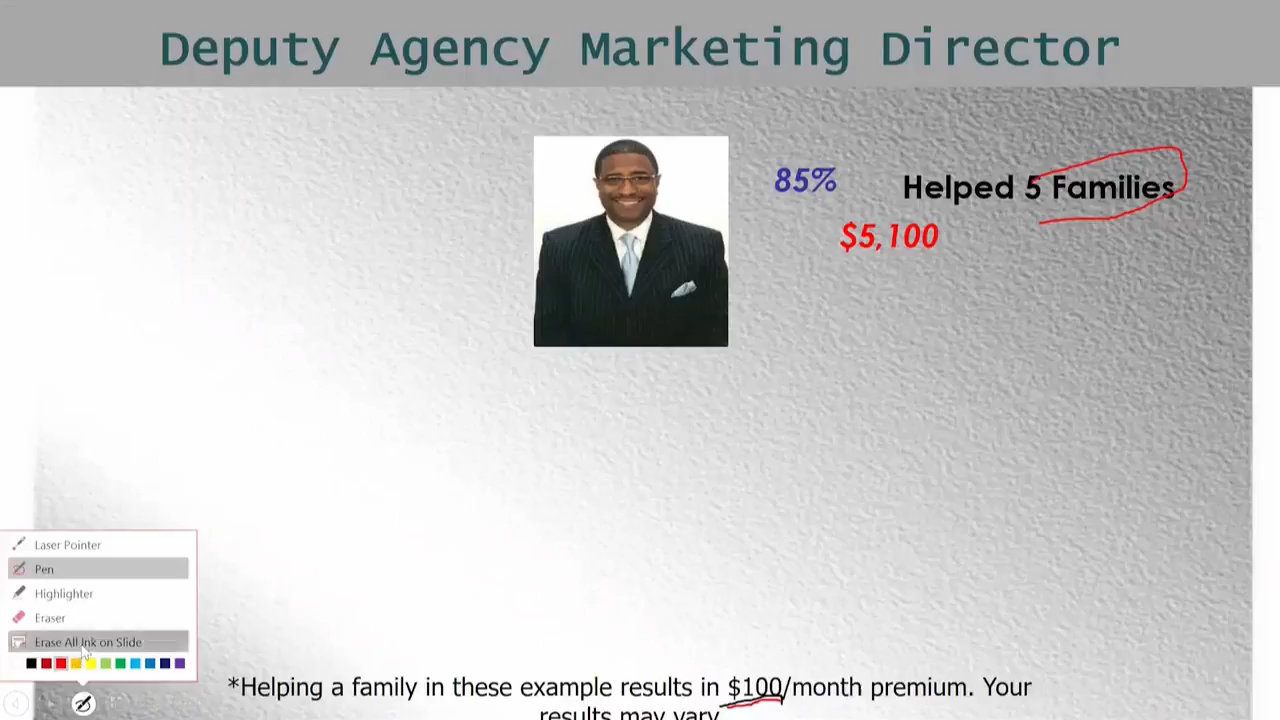 Deputy Agency Marketing Director
85%
Helped 5 Families
$5,100
Laser Pointer
Pen
Highlighter
Eraser
Erase All Ink on Slide
*Helping a family in these example results in $100/month premium. Your
results may vary